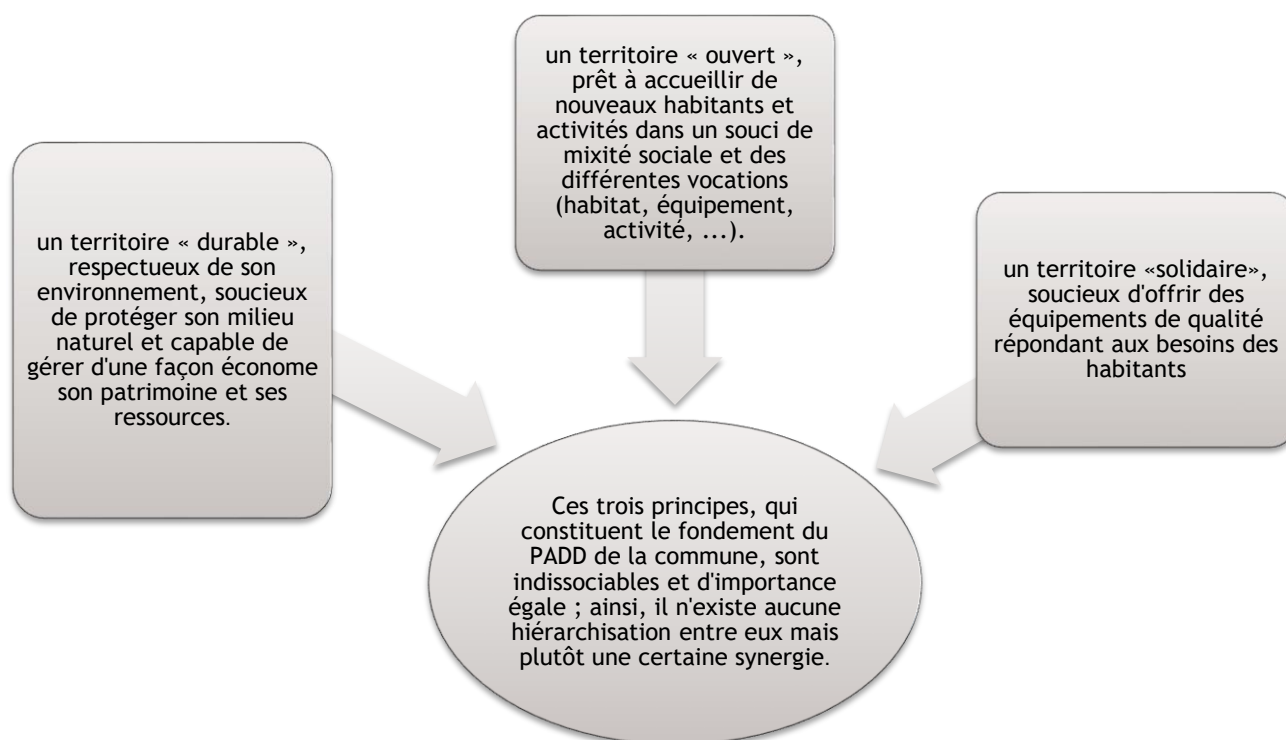 un territoire « ouvert »,
prêt à accueillir de
nouveaux habitants et
activités dans un souci de
mixité sociale et des
différentes vocations
(habitat, équipement,
activité, ...).
un territoire « durable »,
respectueux de son
environnement, soucieux
de protéger son milieu
naturel et capable de
gérer d'une façon économe
son patrimoine et ses
ressources.
un territoire «solidaire»,
soucieux d'offrir des
équipements de qualité
répondant aux besoins des
habitants
Ces trois principes, qui
constituent le fondement du
PADD de la commune, sont
indissociables et d'importance
égale ; ainsi, il n'existe aucune
hiérarchisation entre eux mais
plutôt une certaine synergie.